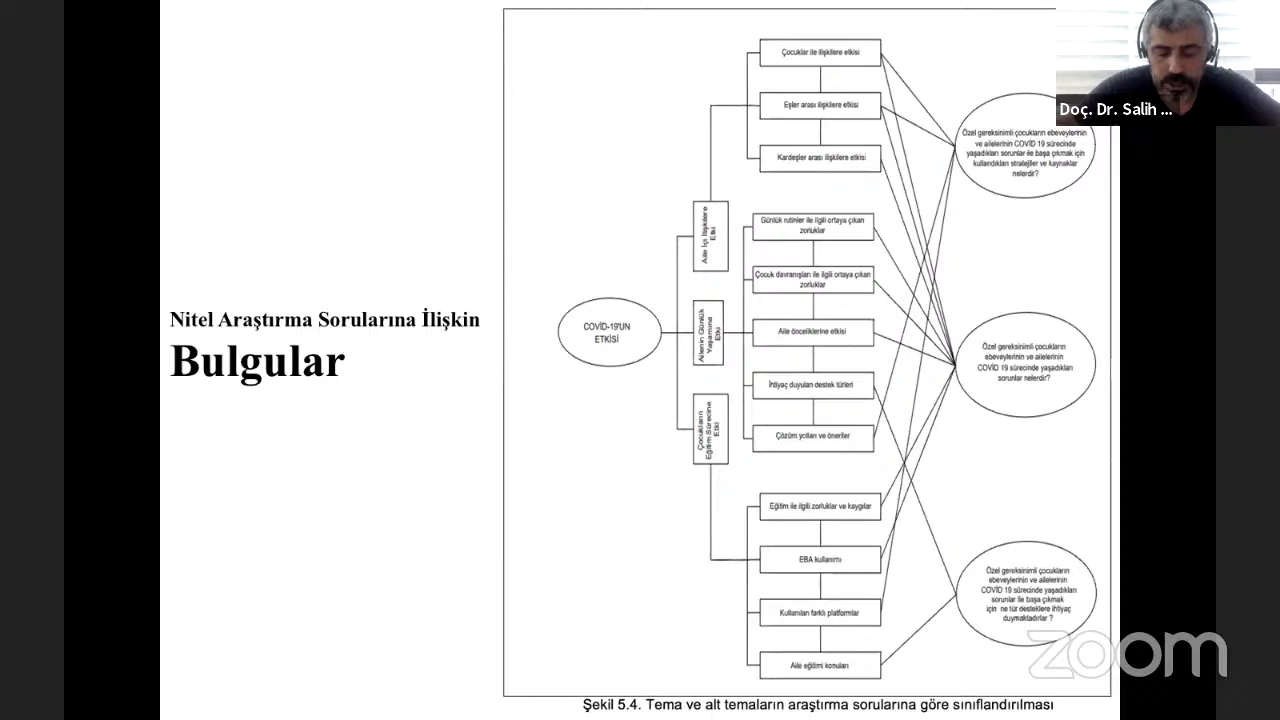 Doç. Dr. Salih ...
Nitel Araştırma Sorularına İlişkin
Bulgular
COVİD-19'UN
ETKİSİ
Aile İçi İlişkilere
Etki
Ailenin Günlük
Yaşamına
Etki
Çocukların
Eğitim Sürecine
Etki
Çocuklar ile ilişkilere etkisi
Eşler arası ilişkilere etkisi
Kardeşler arası ilişkilere etkisi
Günlük rutinler ile ilgili ortaya çıkan
zorluklar
Çocuk davranışları ile ilgili ortaya çıkan
zorluklar
Aile önceliklerine etkisi
İhtiyaç duyulan destek türleri
Çözüm yolları ve öneriler
Eğitim ile ilgili zorluklar ve kaygılar
EBA kullanımı
Kullanılan farklı platformlar
Aile eğitimi konuları
Özel gereksinimli çocukların ebeveylerinin
ve ailelerinin COVİD 19 sürecinde
yaşadıkları sorunlar ile başa çıkmak için
kullandıkları stratejiler ve kaynaklar
nelerdir?
Özel gereksinimli çocukların
ebeveylerinin ve ailelerinin
COVİD 19 sürecinde yaşadıkları
sorunlar nelerdir?
Özel gereksinimli çocukların
ebeveylerinin ve ailelerinin
COVİD 19 sürecinde yaşadıkları
sorunlar ile başa çıkmak
için ne tür desteklere ihtiyaç
duymaktadırlar ?
zoom
Şekil 5.4. Tema ve alt temaların araştırma sorularına göre sınıflandırılması